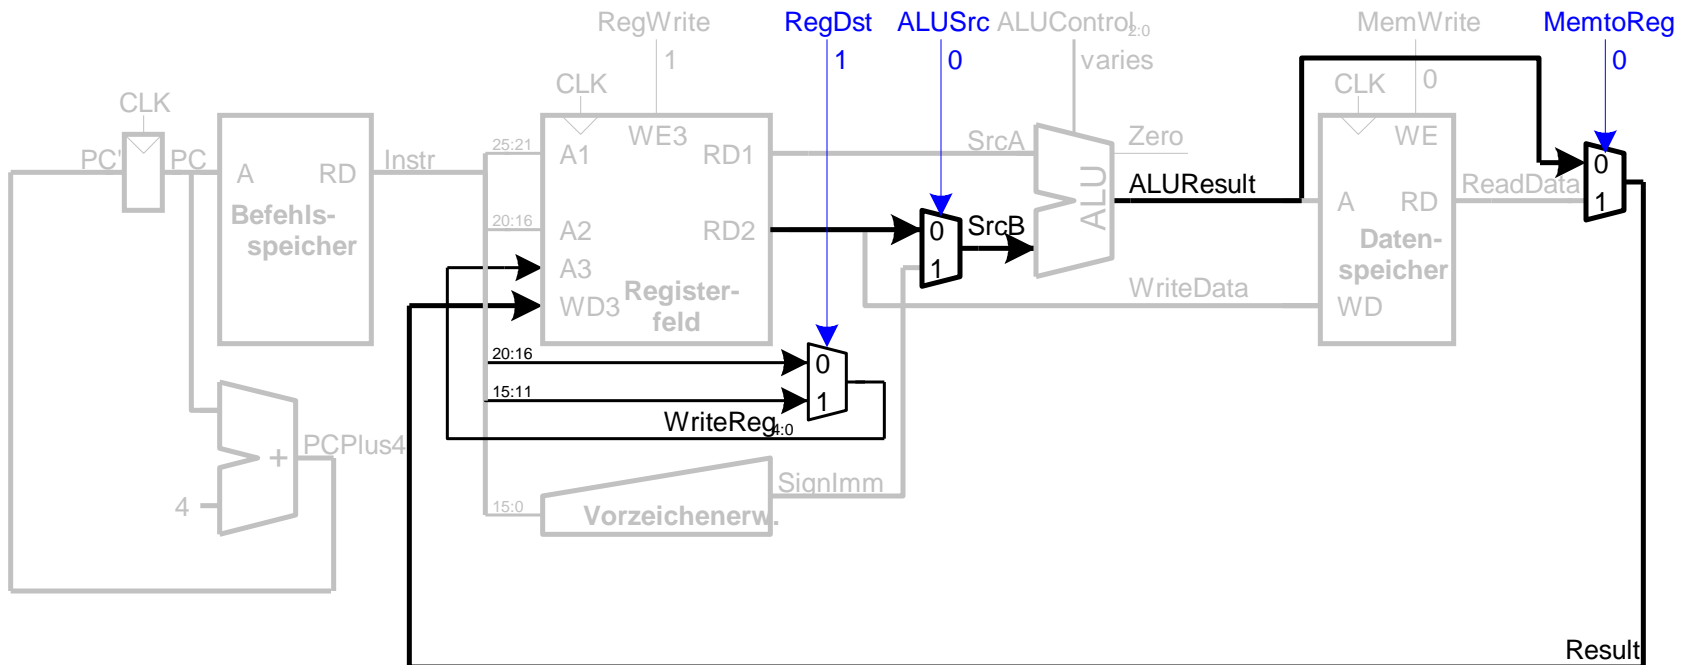 RegWrite
RegDst
ALUSrc
ALUControl2:0
MemWrite
MemtoReg
1
1
0
varies
0
0
CLK
CLK
CLK
PC'
PC
A
RD
Instr
Befehls-
speicher
25:21
20:16
A1
A2
A3
WD3
WE3
RD1
RD2
Register-
feld
SrcA
0
1
SrcB
ALU
Zero
ALUResult
WriteData
A
RD
WE
WD
Daten-
speicher
ReadData
0
1
20:16
15:11
0
1
WriteReg4:0
PCPlus4
+
4
15:0
SignImm
Vorzeichenerw.
Result